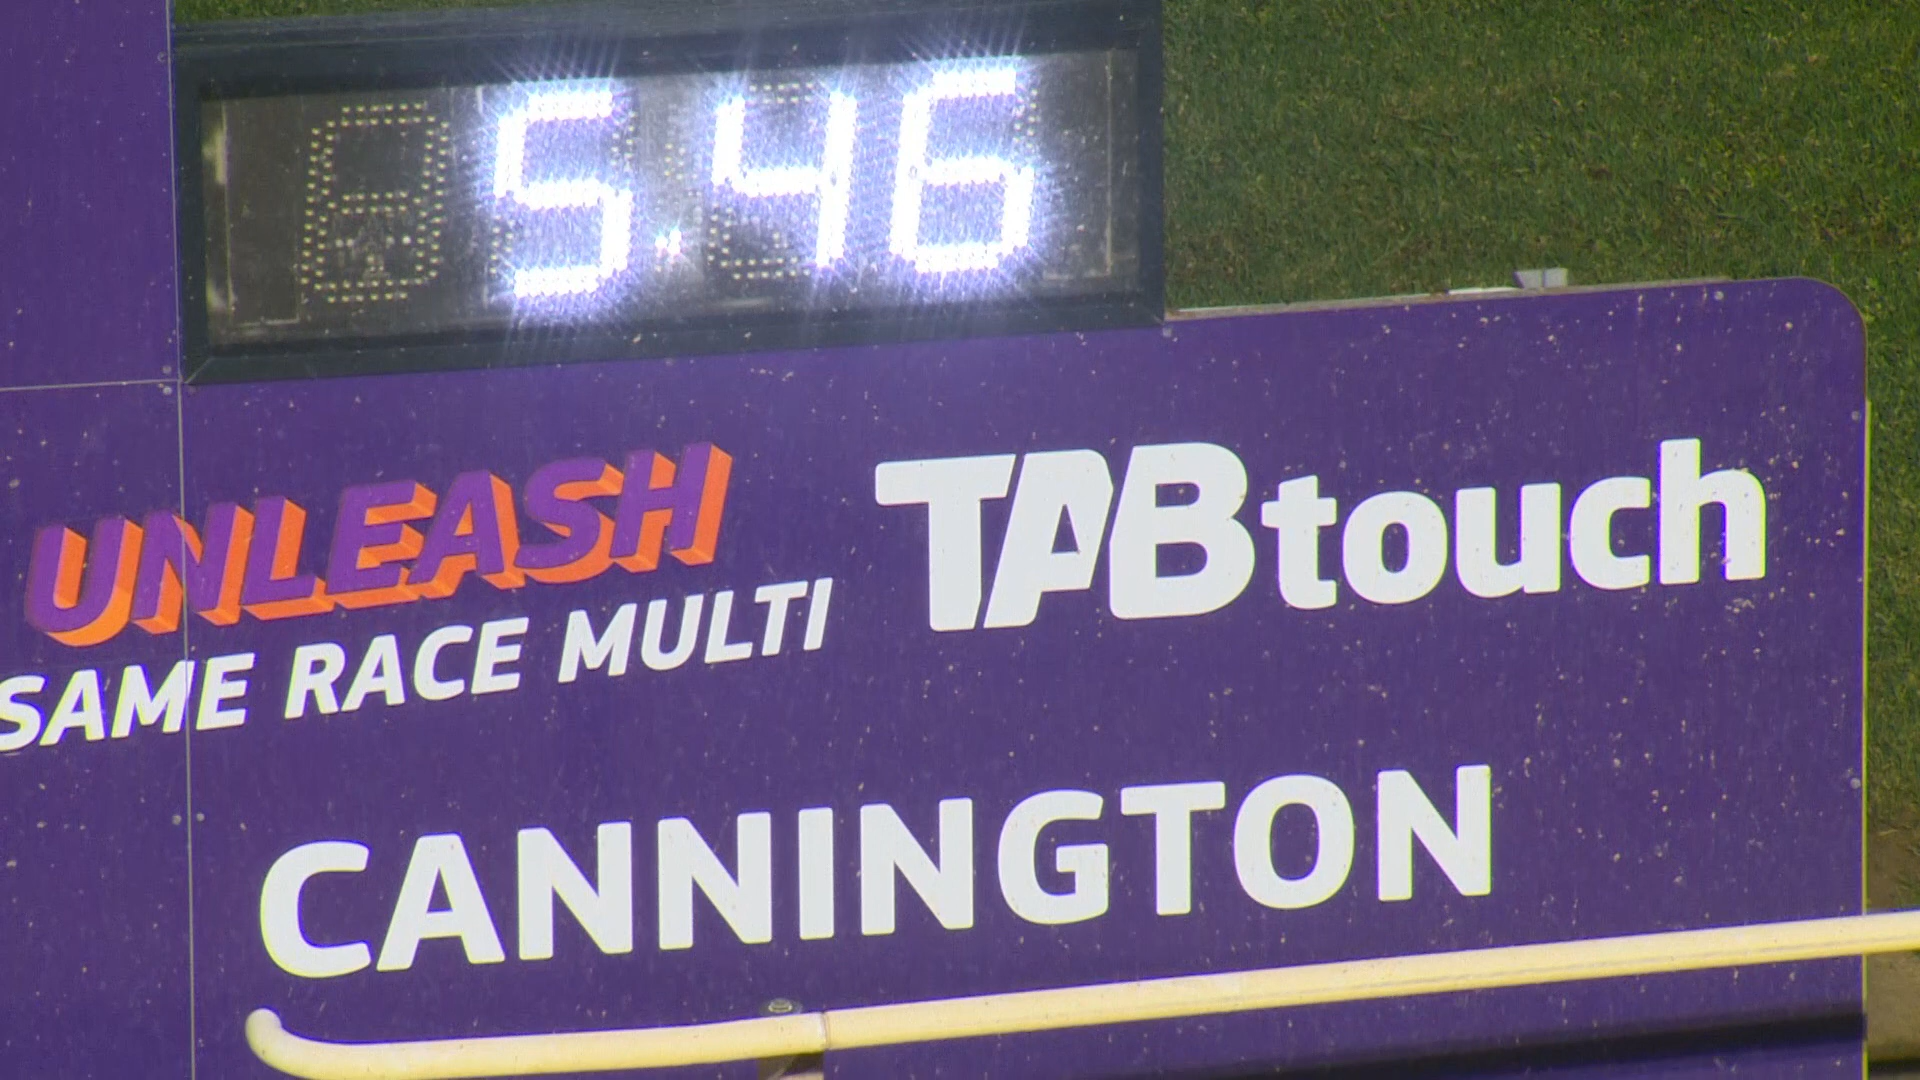 5.46
UNLEASH
SAME RACE MULTI
TABtouch
CANNINGTON